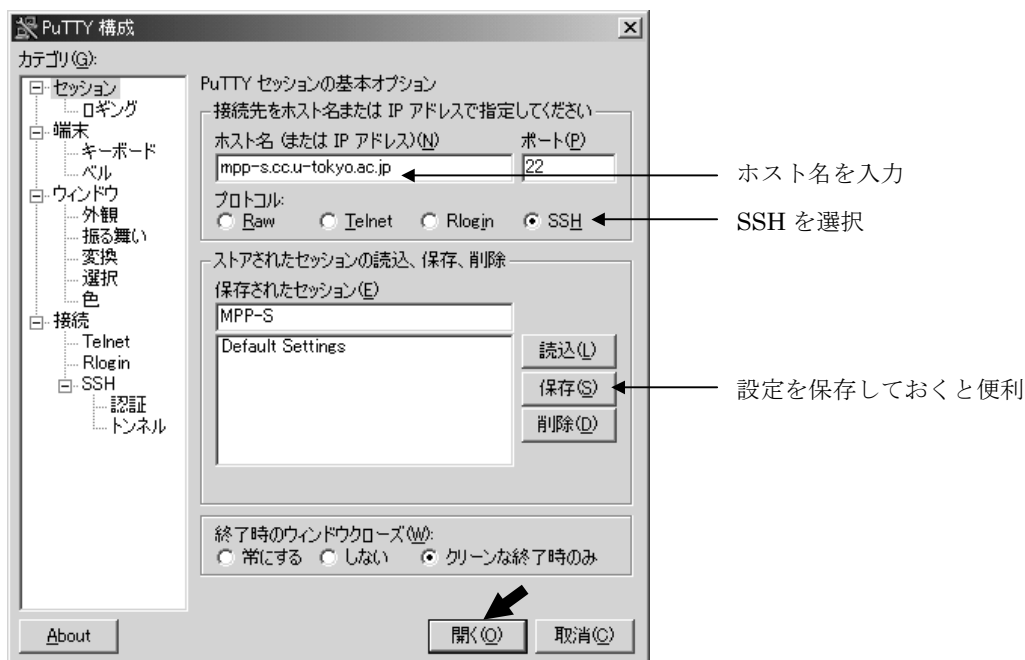 PuTTY 構成
カテゴリ(G):
セッション
ロギング
端末
キーボード
ベル
ウィンドウ
外観
振る舞い
変換
選択
色
接続
Telnet
Rlogin
SSH
認証
トンネル
PuTTY セッションの基本オプション
接続先をホスト名または IP アドレスで指定してください
ホスト名 (または IP アドレス)(N)
ポート(P)
mpp-s.cc.u-tokyo.ac.jp
22
プロトコル:
Raw
Telnet
Rlogin
SSH
ストアされたセッションの読込、保存、削除
保存されたセッション(E)
MPP-S
Default Settings
読込(L)
保存(S)
削除(D)
終了時のウィンドウクローズ(W):
常にする
しない
クリーンな終了時のみ
About
開く(O)
取消(C)
ホスト名を入力
SSH を選択
設定を保存しておくと便利